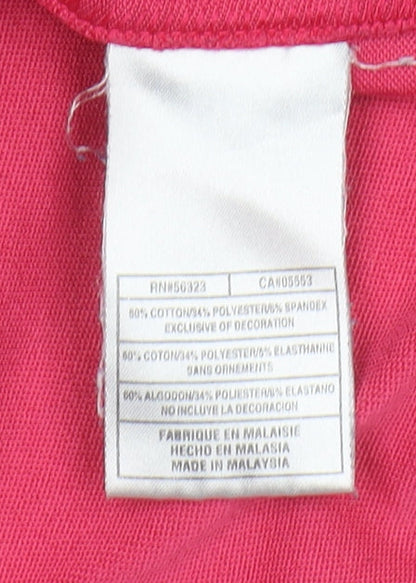 RN#56323 CA#05553
60% COTTON/34% POLYESTER/6% SPANDEX
EXCLUSIVE OF DECORATION
60% COTON/34% POLYESTER/6% ELASTHANNE
SANS ORNEMENTS
60% ALGODON/34% POLYESTER/6% ELASTANO
NO INCLUYE LA DECORACION
FABRIQUE EN MALAISIE
HECHO EN MALASIA
MADE IN MALAYSIA